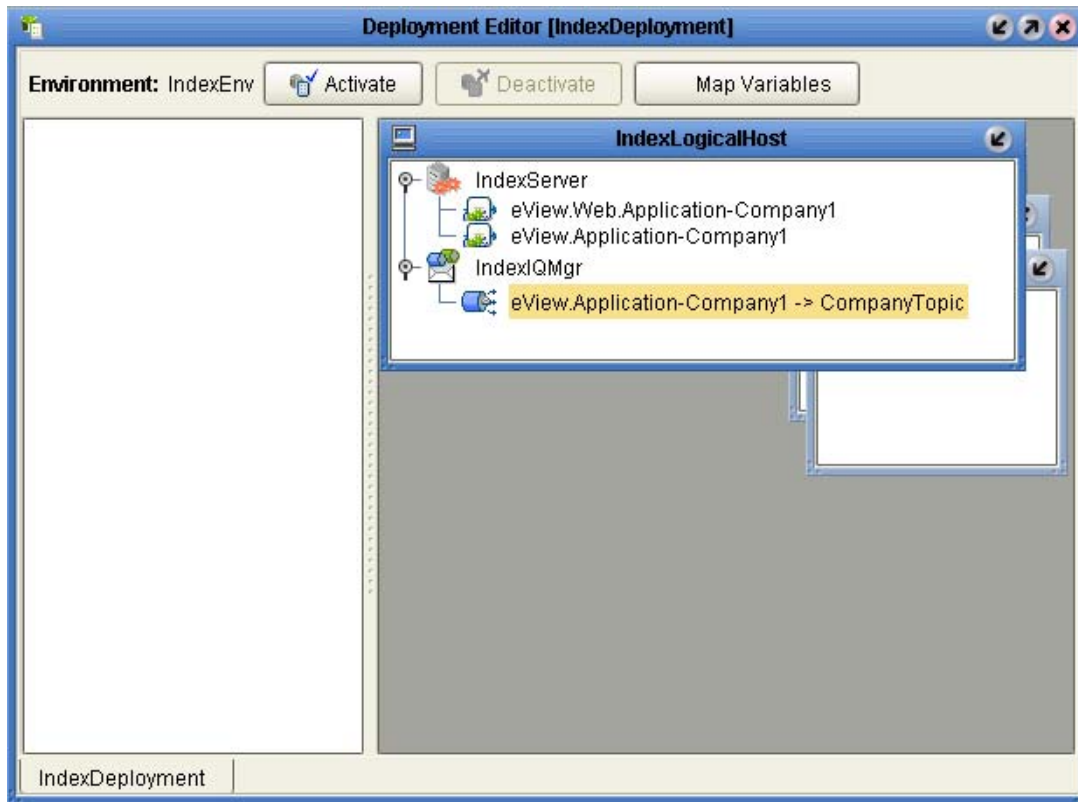 Deployment Editor [IndexDeployment]
Environment: IndexEnv Activate Deactivate Map Variables
IndexLogicalHost
IndexServer
eView.Web.Application-Company1
eView.Application-Company1
IndexIQMgr
eView.Application-Company1 -> CompanyTopic
IndexDeployment